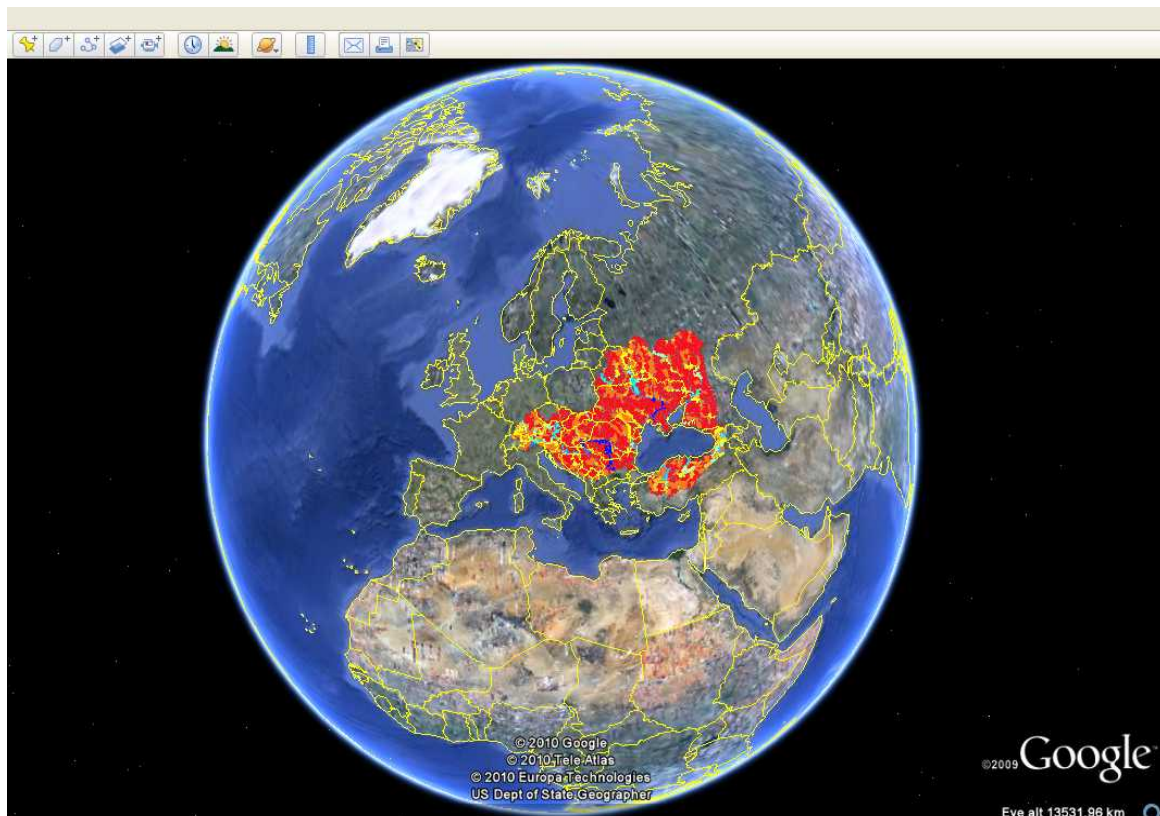 © 2010 Google
© 2010 Tele Atlas
© 2010 Europa Technologies
US Dept of State Geographer
©2009 Google™
Eye alt 13531.96 km